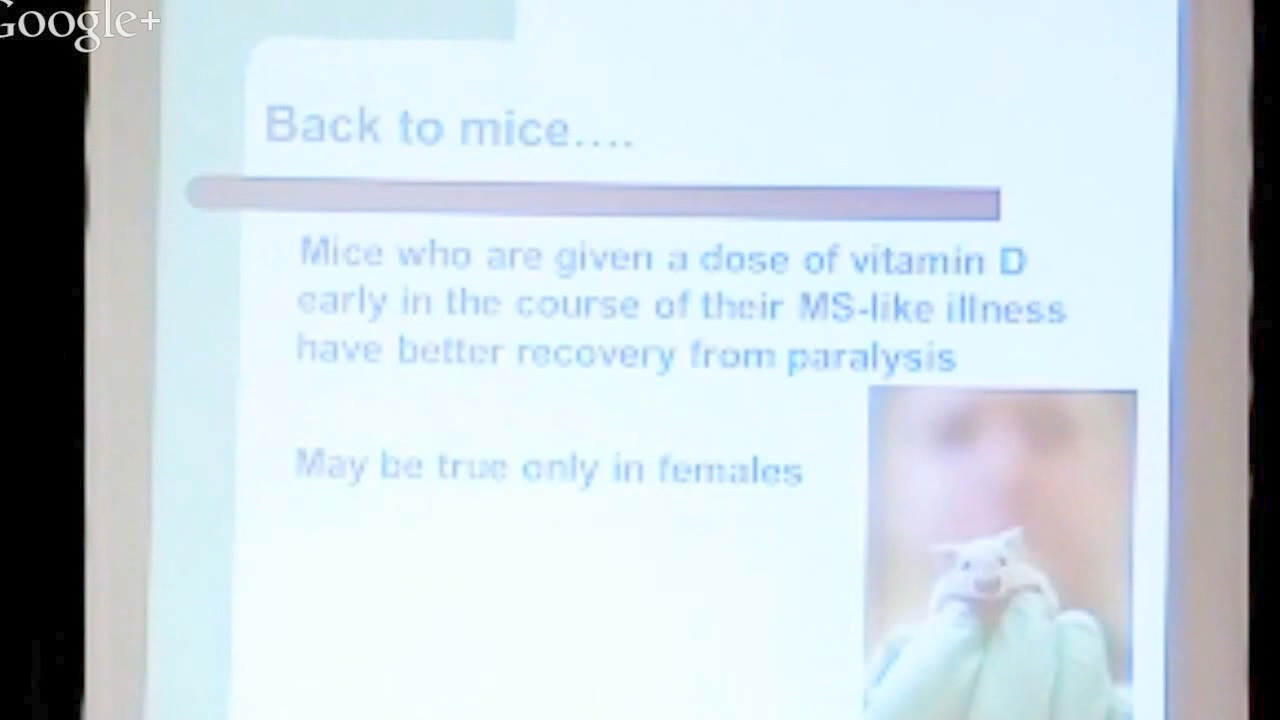 Google+
Back to mice....
Mice who are given a dose of vitamin D
early in the course of their MS-like illness
have better recovery from paralysis
May be true only in females